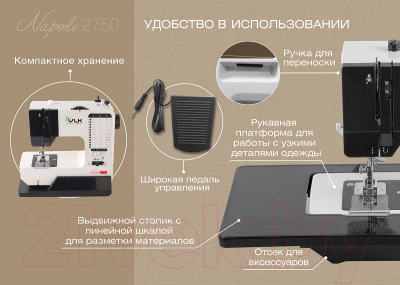 Napoli 2750
УДОБСТВО В ИСПОЛЬЗОВАНИИ
Компактное хранение
Ручка для
переноски
VLK
Рукавная
платформа для
работы с узкими
деталями одежды
Широкая педаль
управления
Выдвижной столик с
линейной шкалой
для разметки материалов
Отсек для
аксессуаров